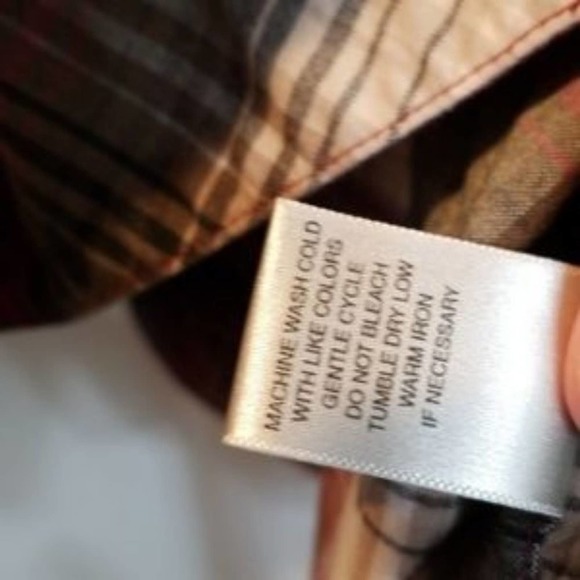 MACHINE WASH COLD
WITH LIKE COLORS
GENTLE CYCLE
DO NOT BLEACH
TUMBLE DRY LOW
WARM IRON
IF NECESSARY